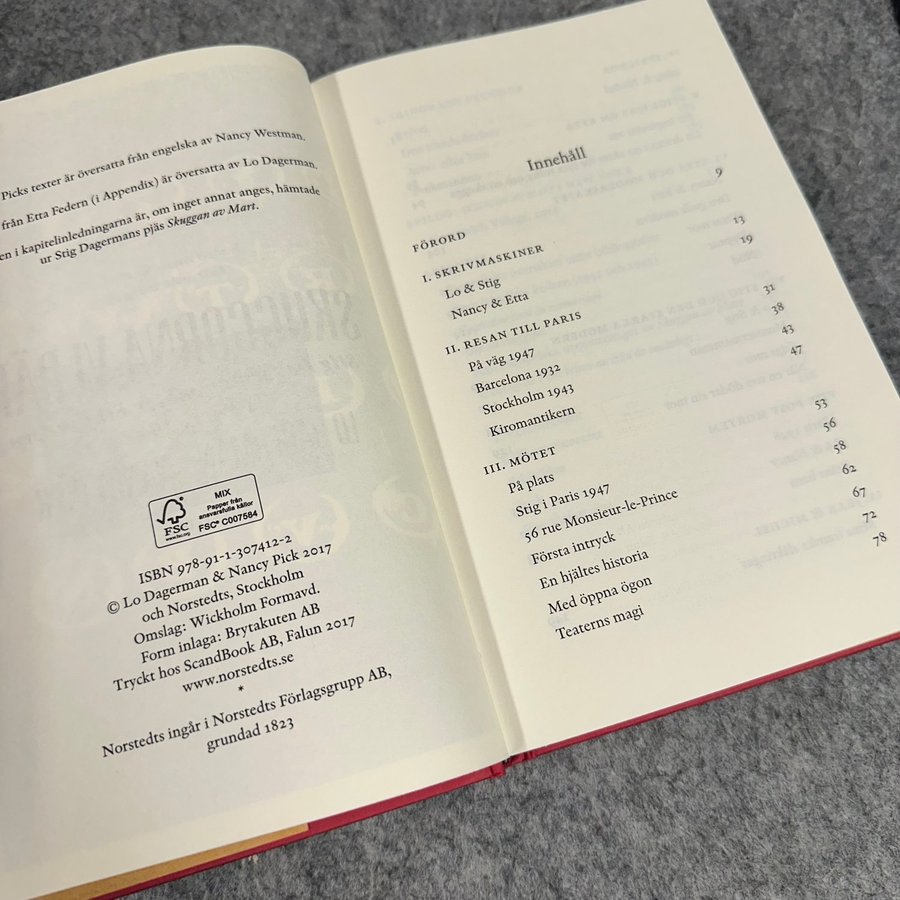 Picks texter är översatta från engelska av Nancy Westman.
från Etta Federn (i Appendix) är översatta av Lo Dagerman.
en i kapitelinledningarna är, om inget annat anges, hämtade
ur Stig Dagermans pjäs Skuggan av Mart.
FSC
www.fsc.org
MIX
Papper från
ansvarsfulla källor
FSC® C007584
ISBN 978-91-1-307412-2
© Lo Dagerman & Nancy Pick 2017
och Norstedts, Stockholm
Omslag: Wickholm Formavd.
Form inlaga: Brytakuten AB
Tryckt hos ScandBook AB, Falun 2017
www.norstedts.se
*
Norstedts ingår i Norstedts Förlagsgrupp AB,
grundad 1823
Innehåll
FÖRORD 9
I. SKRIVMASKINER
Lo & Stig 13
Nancy & Etta 19
II. RESAN TILL PARIS
På väg 1947 31
Barcelona 1932 38
Stockholm 1943 43
Kiromantikern 47
III. MÖTET
På plats 53
Stig i Paris 1947 56
56 rue Monsieur-le-Prince 58
Första intryck 62
En hjältes historia 67
Med öppna ögon 72
Teaterns magi 78